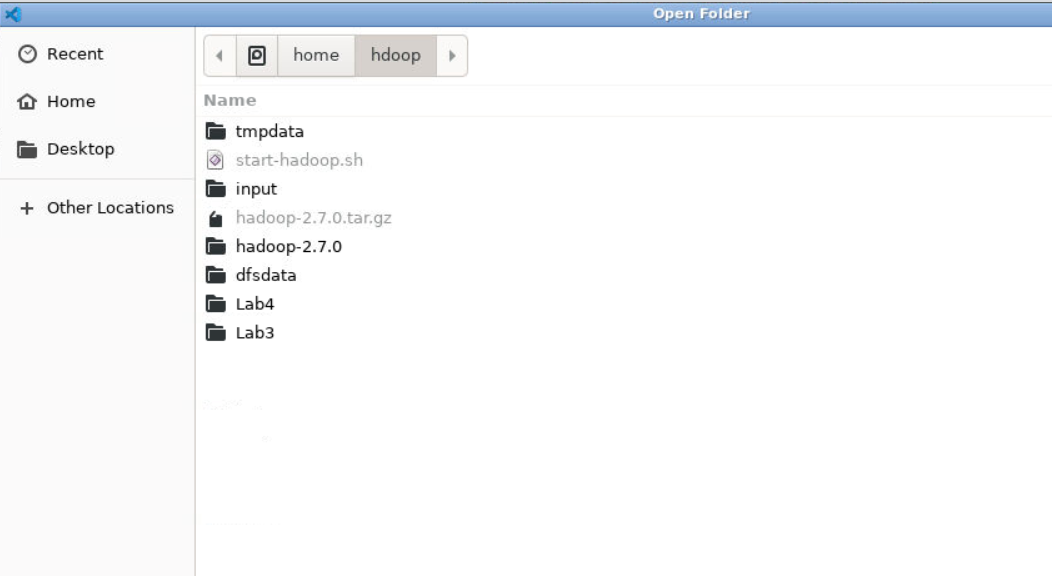 Open Folder
Recent
Home
Desktop
+ Other Locations
home hdoop
Name
tmpdata
start-hadoop.sh
input
hadoop-2.7.0.tar.gz
hadoop-2.7.0
dfsdata
Lab4
Lab3